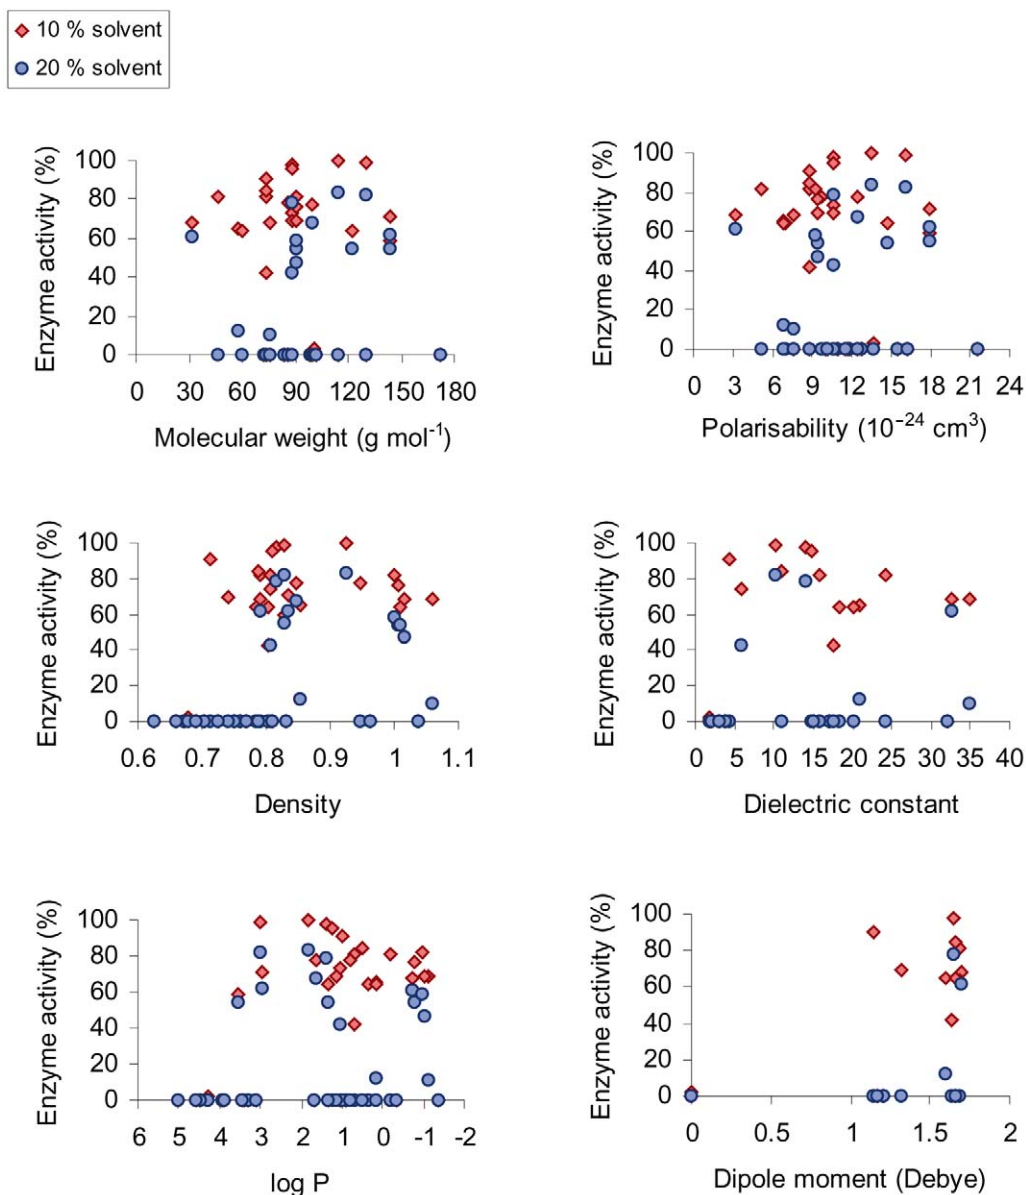 10 % solvent
20 % solvent
Enzyme activity (%)
100
80
60
40
20
0
0 30 60 90 120 150 180
Molecular weight (g mol⁻¹)
Enzyme activity (%)
100
80
60
40
20
0
0 3 6 9 12 15 18 21 24
Polarisability (10⁻²⁴ cm³)
Enzyme activity (%)
100
80
60
40
20
0
0.6 0.7 0.8 0.9 1 1.1
Density
Enzyme activity (%)
100
80
60
40
20
0
0 5 10 15 20 25 30 35 40
Dielectric constant
Enzyme activity (%)
100
80
60
40
20
0
6 5 4 3 2 1 0 -1 -2
log P
Enzyme activity (%)
100
80
60
40
20
0
0 0.5 1 1.5 2
Dipole moment (Debye)